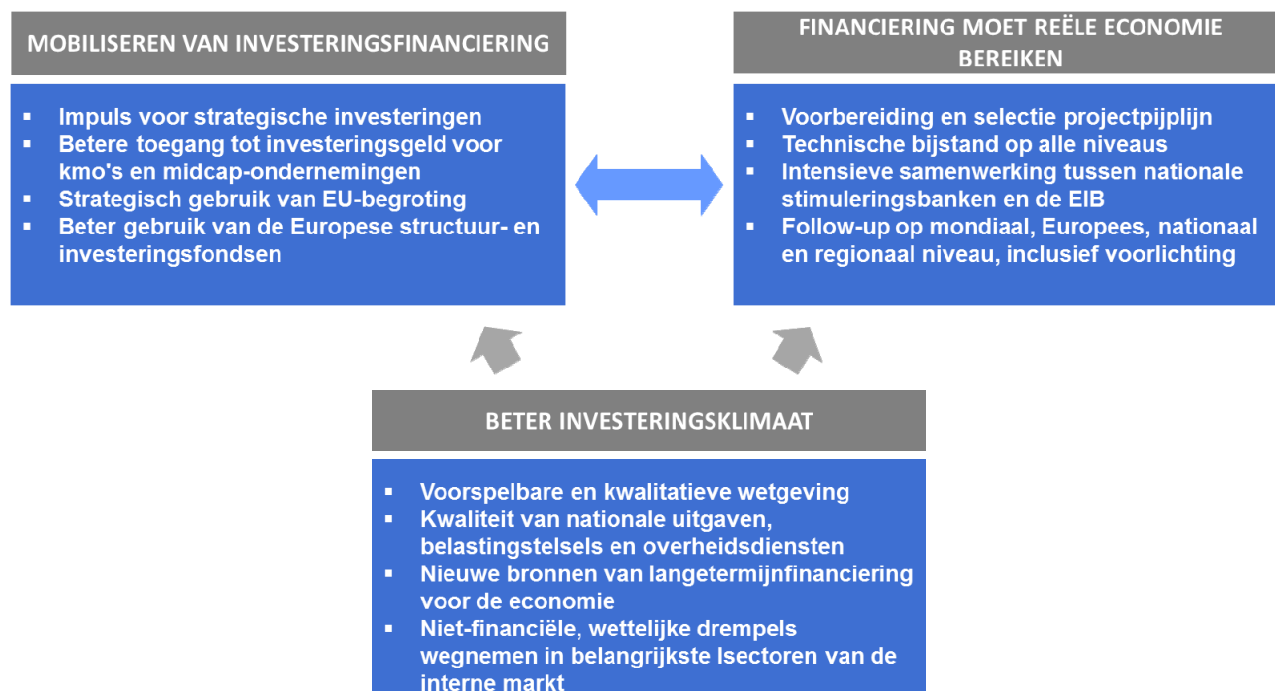 MOBILISEREN VAN INVESTERINGSFINANCIERING
▪ Impuls voor strategische investeringen
▪ Betere toegang tot investeringsgeld voor
kmo's en midcap-ondernemingen
▪ Strategisch gebruik van EU-begroting
▪ Beter gebruik van de Europese structuur- en
investeringsfondsen
FINANCIERING MOET REËLE ECONOMIE
BEREIKEN
▪ Voorbereiding en selectie projectpijplijn
▪ Technische bijstand op alle niveaus
▪ Intensieve samenwerking tussen nationale
stimuleringsbanken en de EIB
▪ Follow-up op mondiaal, Europees, nationaal
en regionaal niveau, inclusief voorlichting
BETER INVESTERINGSKLIMAAT
▪ Voorspelbare en kwalitatieve wetgeving
▪ Kwaliteit van nationale uitgaven,
belastingstelsels en overheidsdiensten
▪ Nieuwe bronnen van langetermijnfinanciering
voor de economie
▪ Niet-financiële, wettelijke drempels
wegnemen in belangrijkste lsectoren van de
interne markt